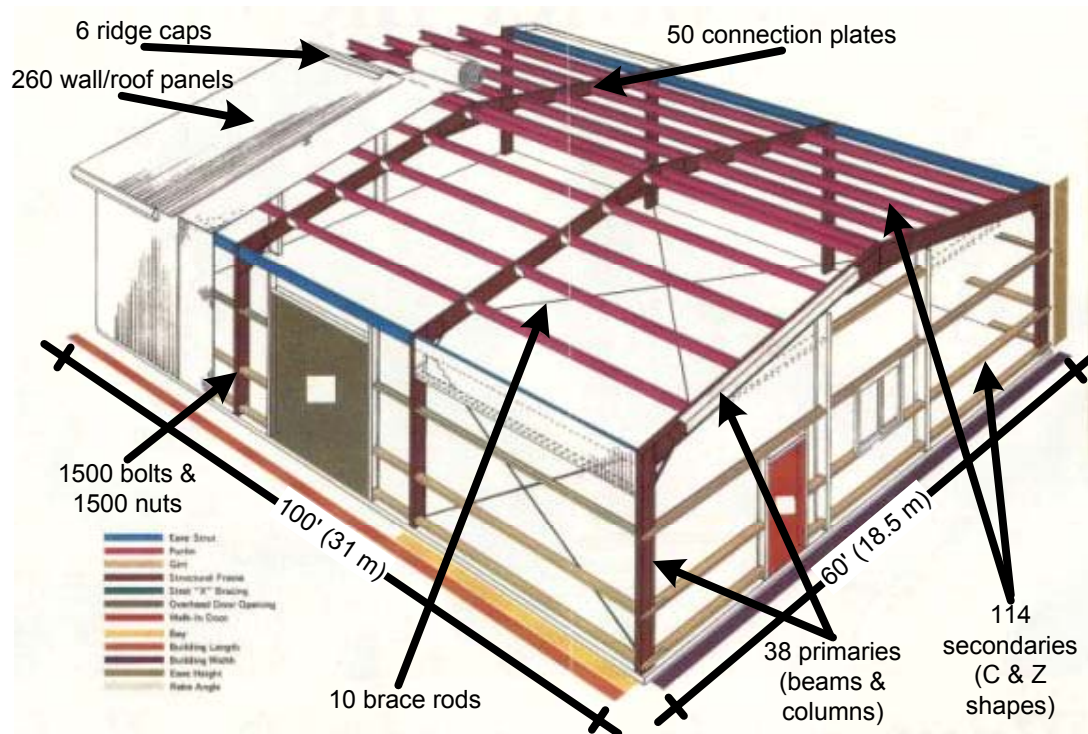 6 ridge caps
260 wall/roof panels
50 connection plates
1500 bolts &
1500 nuts
100' (31 m)
60' (18.5 m)
10 brace rods
38 primaries
(beams &
columns)
114
secondaries
(C & Z
shapes)
Eave Strut
Purlin
Girt
Structural Frame
Steel "X" Bracing
Overhead Door Opening
Walk-In Door
Bay
Building Length
Building Width
Eave Height
Base Angle